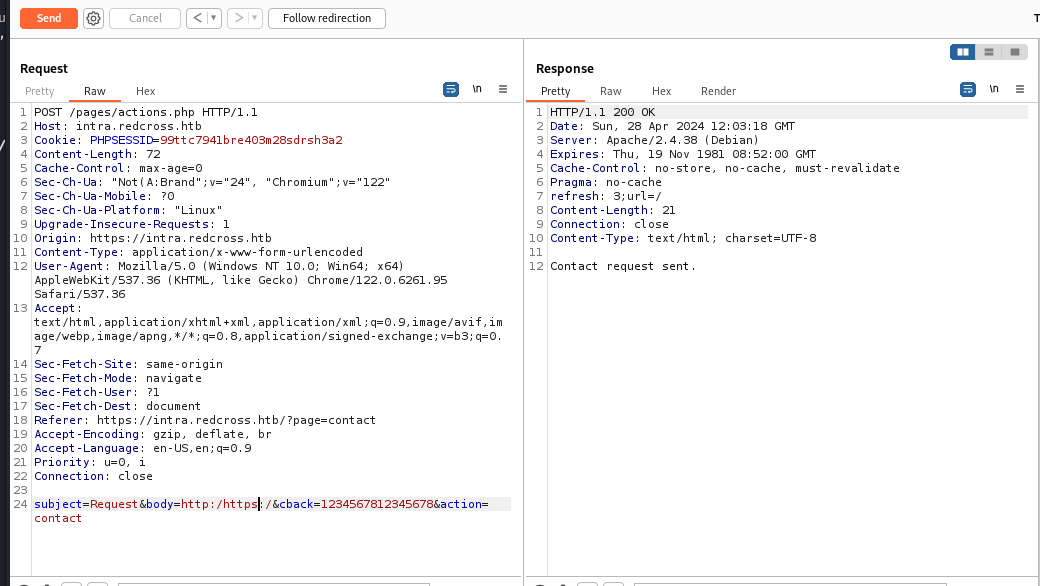 Send Cancel < > Follow redirection T
Request
Pretty Raw Hex \n
1 POST /pages/actions.php HTTP/1.1
2 Host: intra.redcross.htb
3 Cookie: PHPSESSID=99ttc7941bre403m28sdrsh3a2
4 Content-Length: 72
5 Cache-Control: max-age=0
6 Sec-Ch-Ua: "Not(A:Brand";v="24", "Chromium";v="122"
7 Sec-Ch-Ua-Mobile: ?0
8 Sec-Ch-Ua-Platform: "Linux"
9 Upgrade-Insecure-Requests: 1
10 Origin: https://intra.redcross.htb
11 Content-Type: application/x-www-form-urlencoded
12 User-Agent: Mozilla/5.0 (Windows NT 10.0; Win64; x64)
AppleWebKit/537.36 (KHTML, like Gecko) Chrome/122.0.6261.95
Safari/537.36
13 Accept:
text/html,application/xhtml+xml,application/xml;q=0.9,image/avif,im
age/webp,image/apng,*/*;q=0.8,application/signed-exchange;v=b3;q=0.
7
14 Sec-Fetch-Site: same-origin
15 Sec-Fetch-Mode: navigate
16 Sec-Fetch-User: ?1
17 Sec-Fetch-Dest: document
18 Referer: https://intra.redcross.htb/?page=contact
19 Accept-Encoding: gzip, deflate, br
20 Accept-Language: en-US,en;q=0.9
21 Priority: u=0, i
22 Connection: close
23
24 subject=Request&body=http:/https:/&cback=1234567812345678&action=
contact
Response
Pretty Raw Hex Render \n
1 HTTP/1.1 200 OK
2 Date: Sun, 28 Apr 2024 12:03:18 GMT
3 Server: Apache/2.4.38 (Debian)
4 Expires: Thu, 19 Nov 1981 08:52:00 GMT
5 Cache-Control: no-store, no-cache, must-revalidate
6 Pragma: no-cache
7 refresh: 3;url=/
8 Content-Length: 21
9 Connection: close
10 Content-Type: text/html; charset=UTF-8
11
12 Contact request sent.